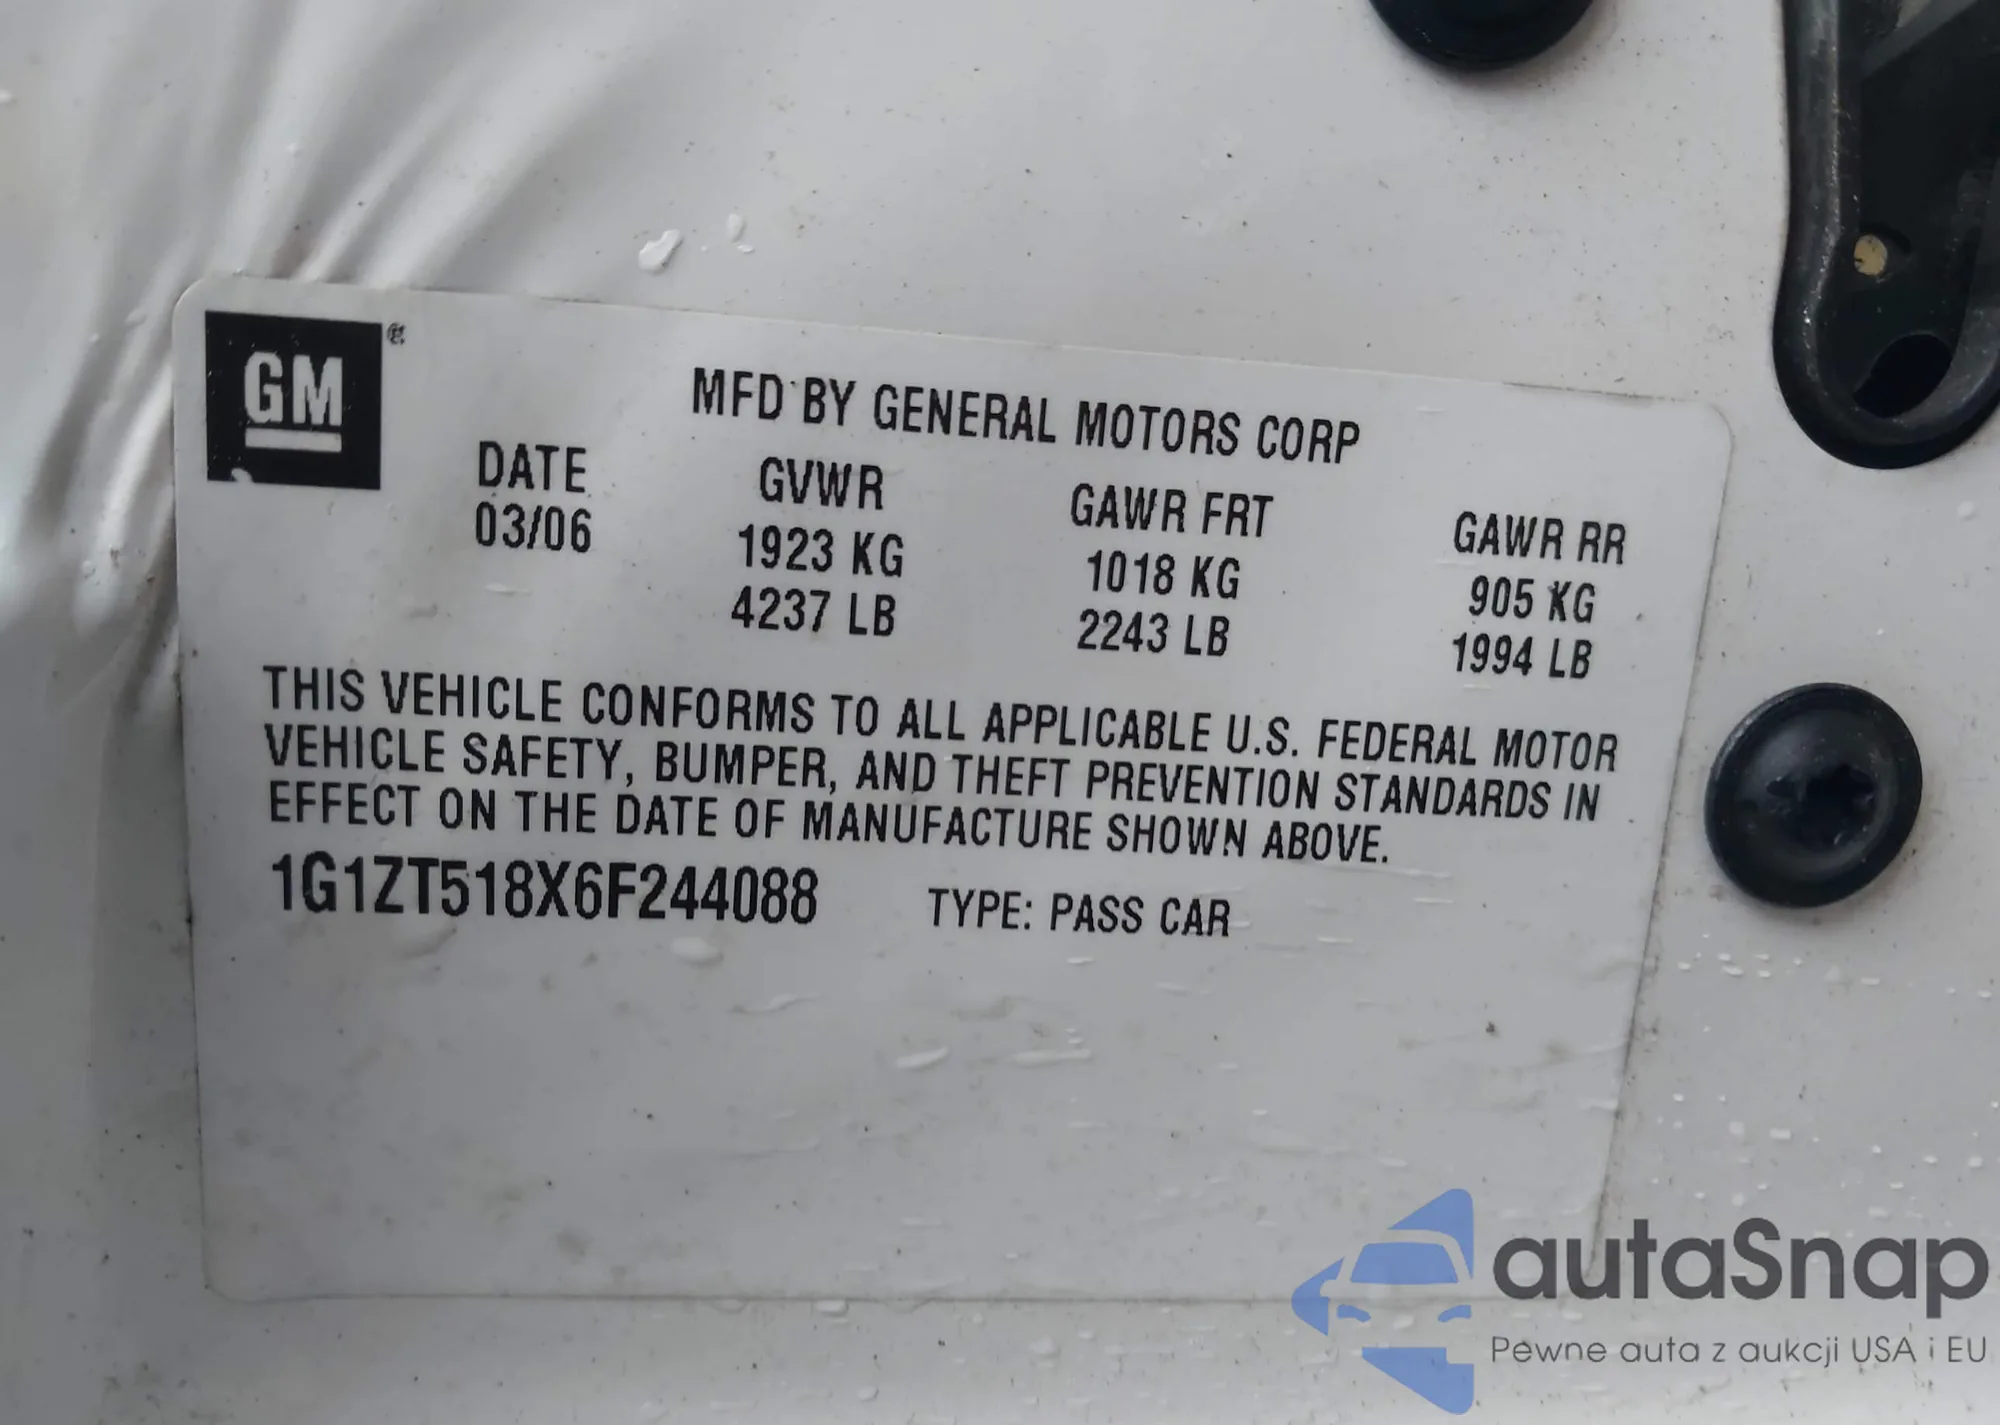 GM
MFD BY GENERAL MOTORS CORP
DATE GVWR GAWR FRT GAWR RR
03/06 1923 KG 1018 KG 905 KG
4237 LB 2243 LB 1994 LB
THIS VEHICLE CONFORMS TO ALL APPLICABLE U.S. FEDERAL MOTOR
VEHICLE SAFETY, BUMPER, AND THEFT PREVENTION STANDARDS IN
EFFECT ON THE DATE OF MANUFACTURE SHOWN ABOVE.
1G1ZT518X6F244088 TYPE: PASS CAR
autaSnap
Pewne auta z aukcji USA i EU